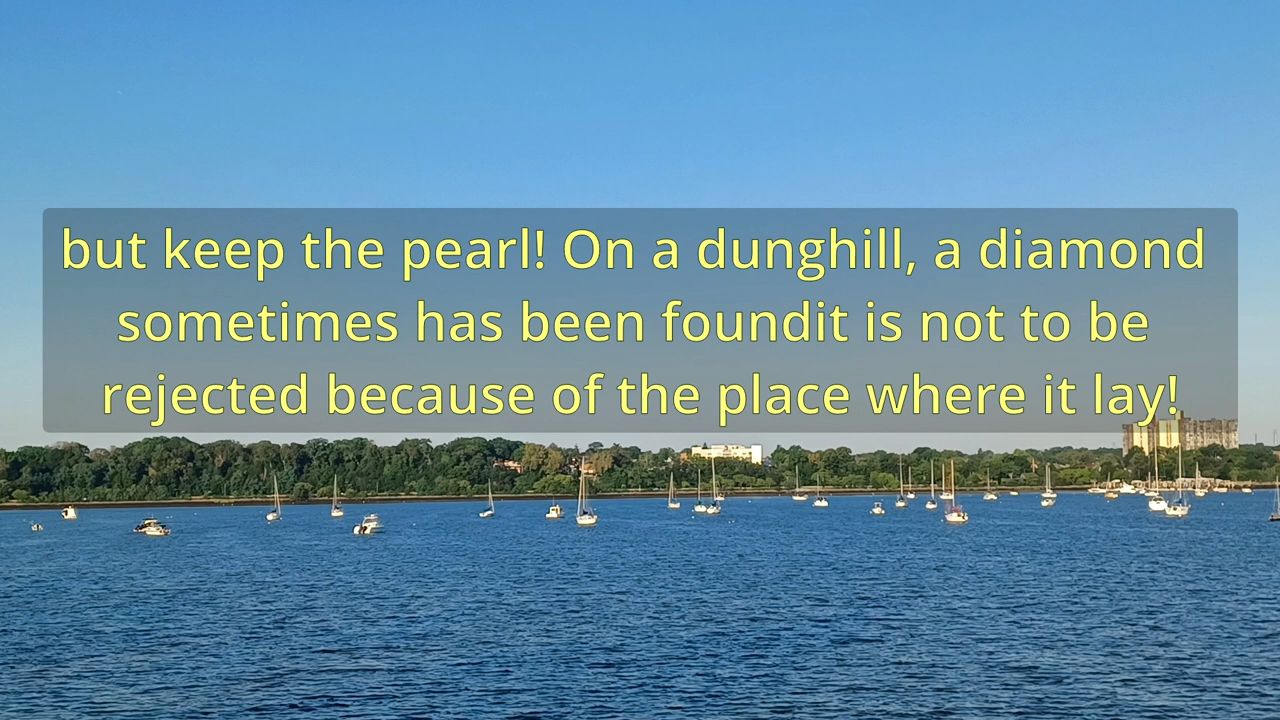 but keep the pearl! On a dunghill, a diamond
sometimes has been foundit is not to be
rejected because of the place where it lay!